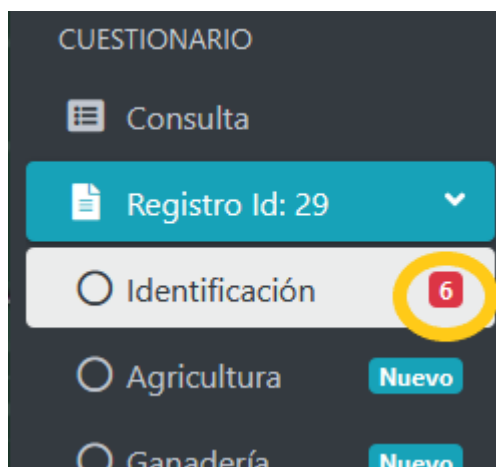 CUESTIONARIO
Consulta
Registro Id: 29
Identificación 6
Agricultura Nuevo
Ganadería Nuevo